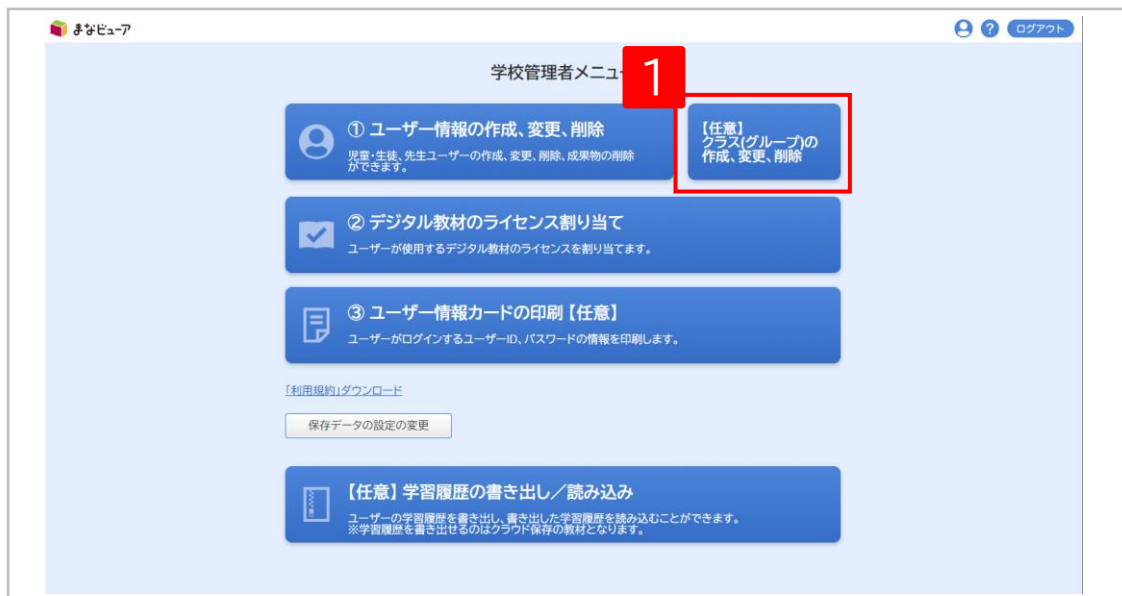 まなビューア
? ログアウト
学校管理者メニュー
1
① ユーザー情報の作成、変更、削除
児童・生徒、先生ユーザーの作成、変更、削除、成果物の削除
ができます。
【任意】
クラス(グループ)の
作成、変更、削除
② デジタル教材のライセンス割り当て
ユーザーが使用するデジタル教材のライセンスを割り当てます。
③ ユーザー情報カードの印刷【任意】
ユーザーがログインするユーザーID、パスワードの情報を印刷します。
「利用規約」ダウンロード
保存データの設定の変更
【任意】学習履歴の書き出し／読み込み
ユーザーの学習履歴を書き出し、書き出した学習履歴を読み込むことができます。
※学習履歴を書き出せるのはクラウド保存の教材となります。